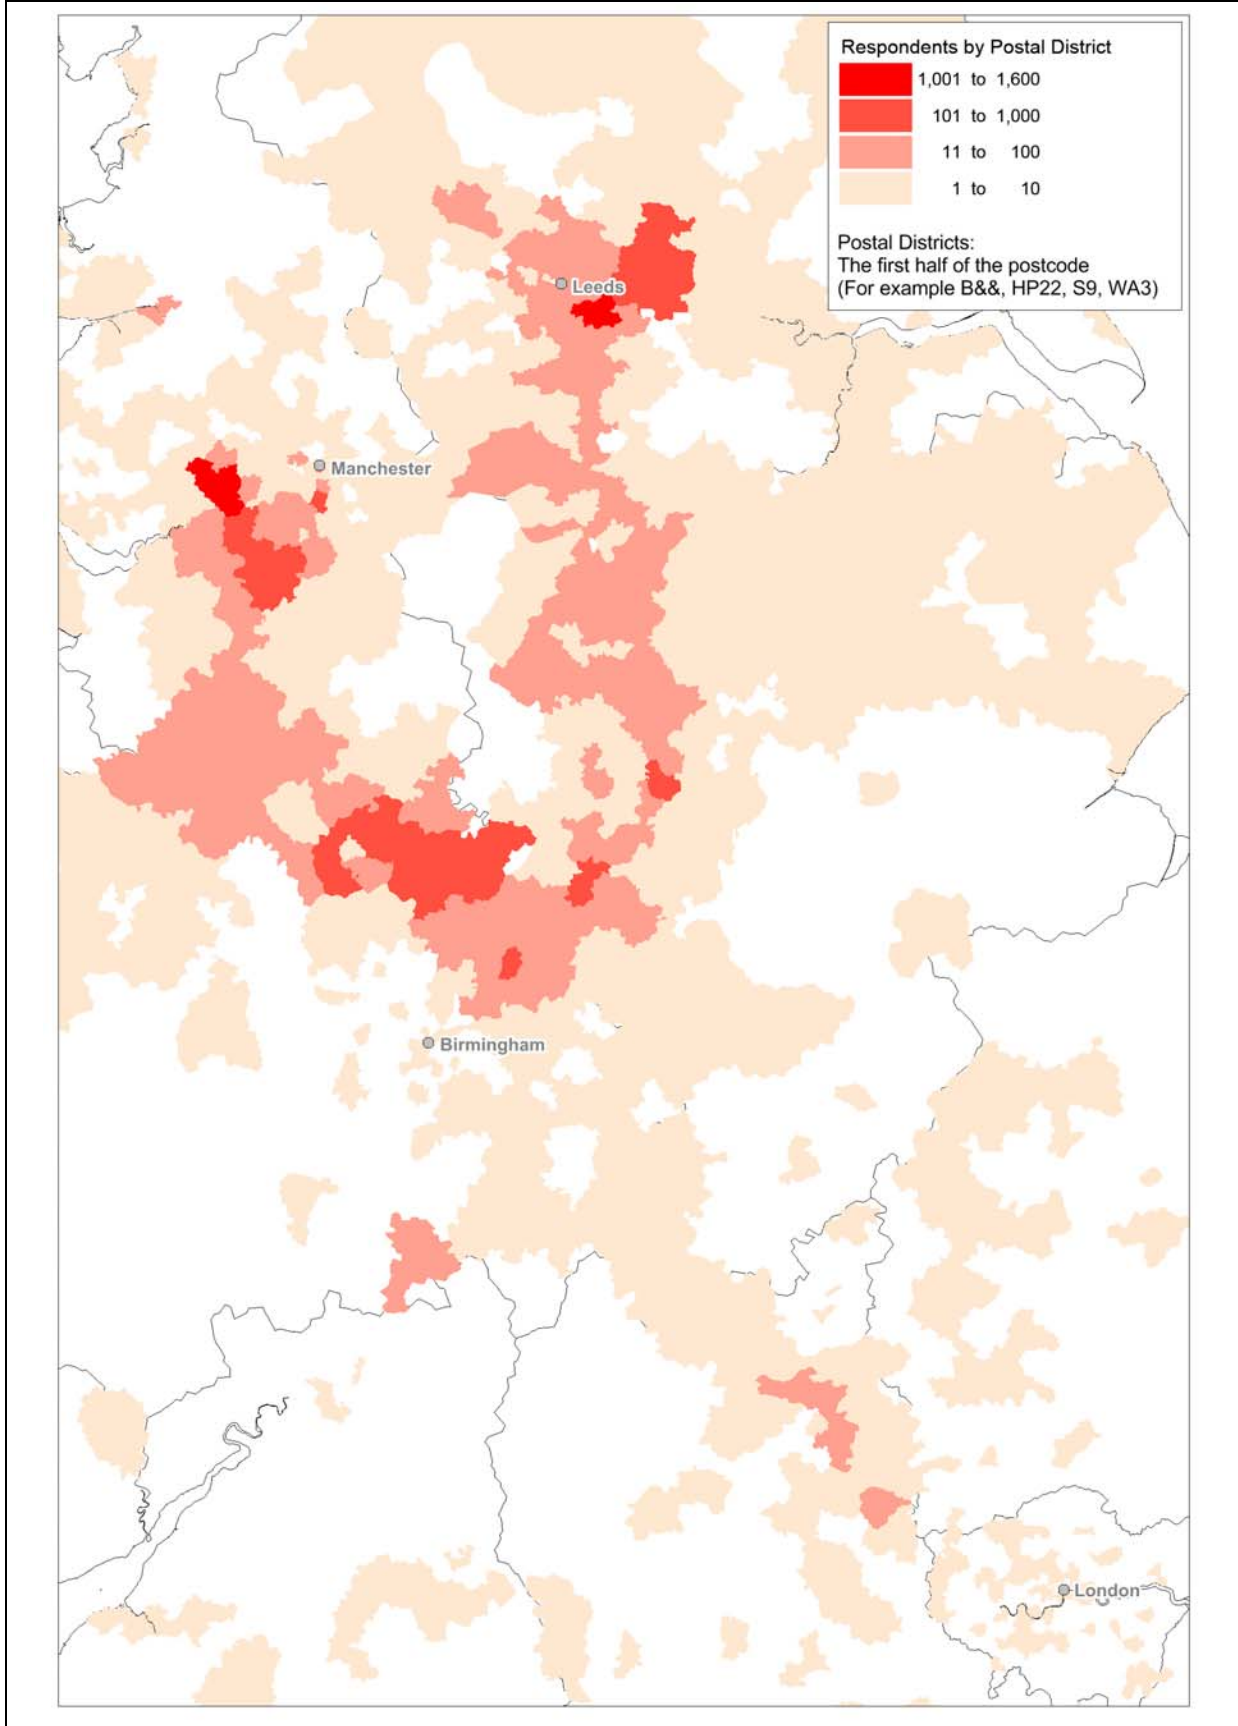 Respondents by Postal District
1,001 to 1,600
101 to 1,000
11 to 100
1 to 10
Postal Districts:
The first half of the postcode
(For example B&&, HP22, S9, WA3)
Leeds
Manchester
Birmingham
London